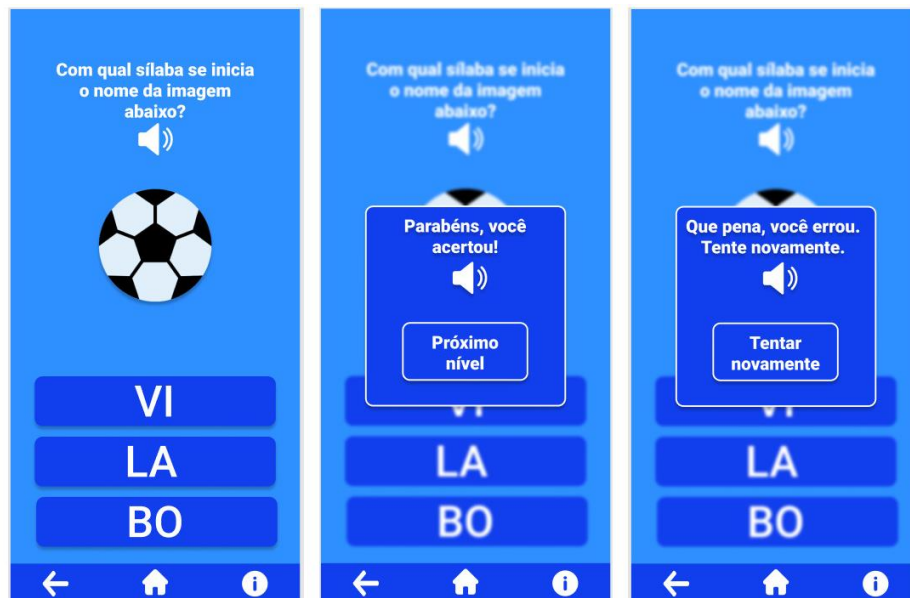 Com qual sílaba se inicia
o nome da imagem
abaixo?
VI
LA
BO
Com qual sílaba se inicia
o nome da imagem
abaixo?
Parabéns, você
acertou!
Próximo
nível
VI
LA
BO
Com qual sílaba se inicia
o nome da imagem
abaixo?
Que pena, você errou.
Tente novamente.
Tentar
novamente
VI
LA
BO